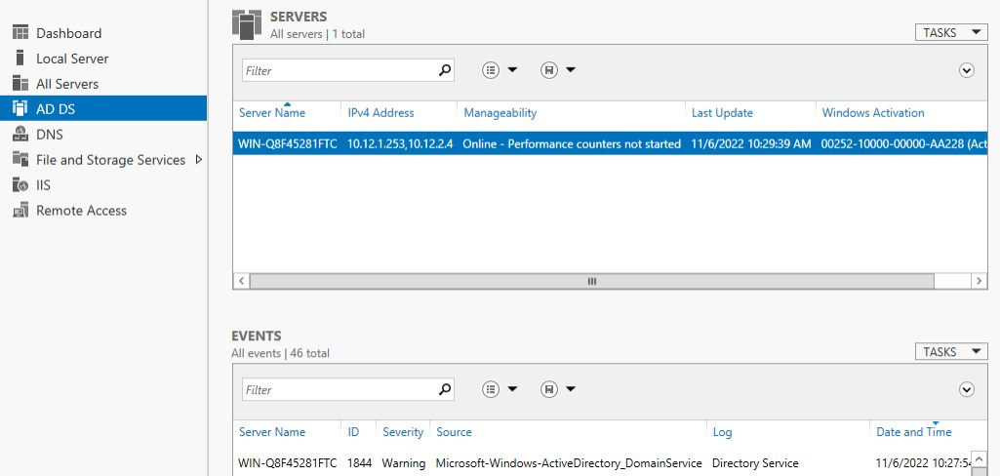 Dashboard
Local Server
All Servers
AD DS
DNS
File and Storage Services
IIS
Remote Access
SERVERS
All servers | 1 total
TASKS
Filter
Server Name IPv4 Address Manageability Last Update Windows Activation
WIN-Q8F45281FTC 10.12.1.253,10.12.2.4 Online - Performance counters not started 11/6/2022 10:29:39 AM 00252-10000-00000-AA228 (Act
EVENTS
All events | 46 total
TASKS
Filter
Server Name ID Severity Source Log Date and Time
WIN-Q8F45281FTC 1844 Warning Microsoft-Windows-ActiveDirectory_DomainService Directory Service 11/6/2022 10:27:54